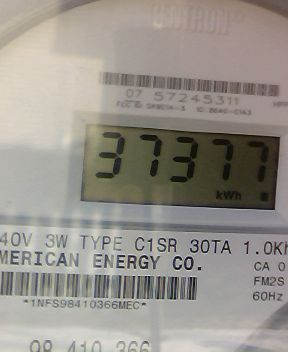 07 57245311
37377
kWh
40V 3W TYPE C1SR 30TA 1.0Kh
MERICAN ENERGY CO.
CA 0
FM2S
60Hz
*1NFS98410366MEC*
98 410 366